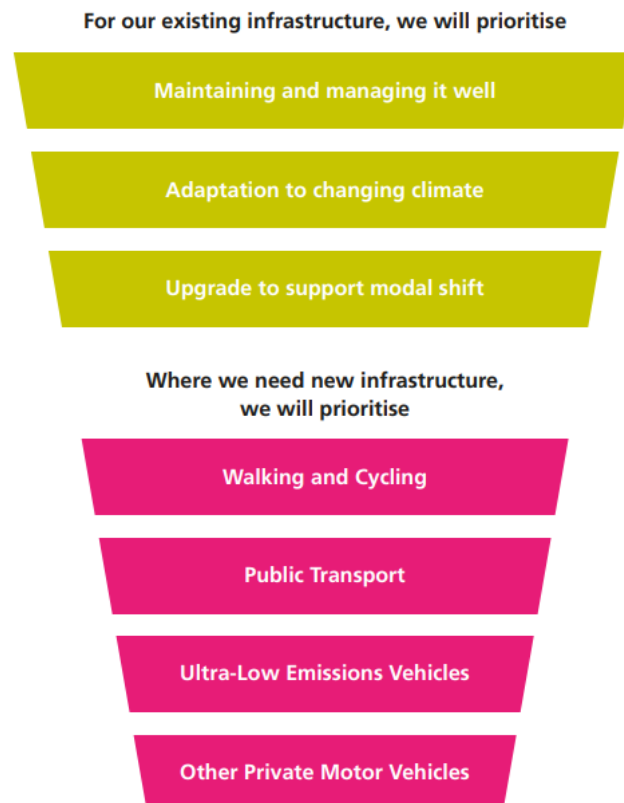 For our existing infrastructure, we will prioritise
Maintaining and managing it well
Adaptation to changing climate
Upgrade to support modal shift
Where we need new infrastructure,
we will prioritise
Walking and Cycling
Public Transport
Ultra-Low Emissions Vehicles
Other Private Motor Vehicles